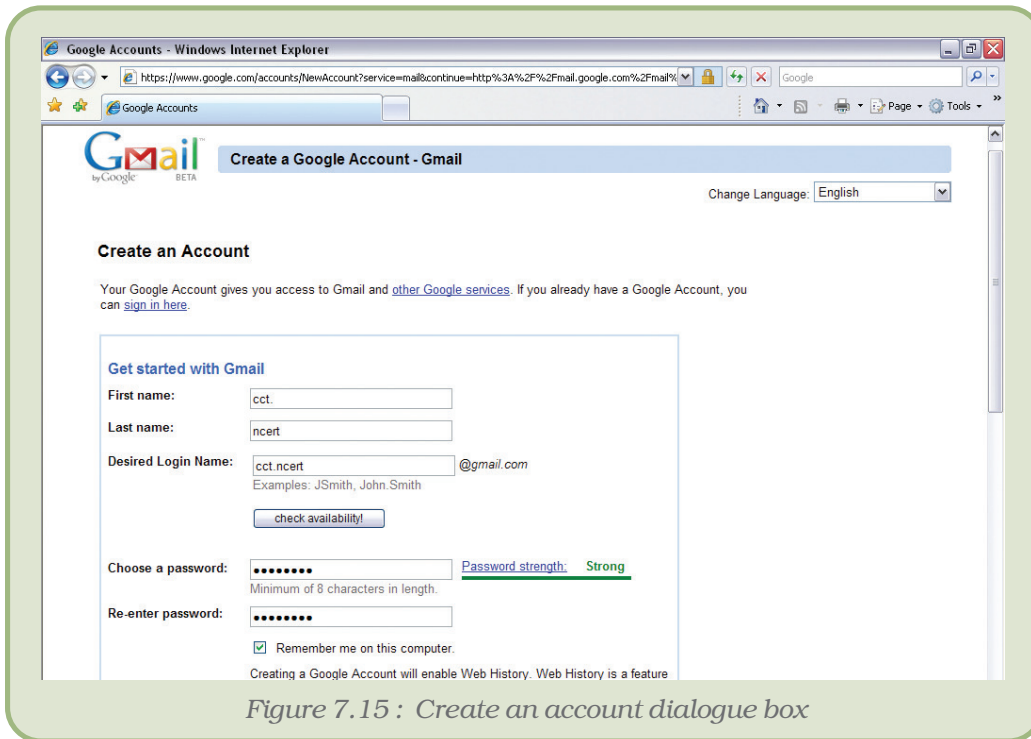 Google Accounts - Windows Internet Explorer
https://www.google.com/accounts/NewAccount?service=mail&continue=http%3A%2F%2Fmail.google.com%2Fmail%
Google
Google Accounts
Page
Tools
»
Gmail
by Google
BETA
TM
Create a Google Account - Gmail
Change Language: English
Create an Account
Your Google Account gives you access to Gmail and other Google services. If you already have a Google Account, you
can sign in here.
Get started with Gmail
First name: cct.
Last name: ncert
Desired Login Name: cct.ncert @gmail.com
Examples: JSmith, John.Smith
check availability!
Choose a password: •••••••• Password strength: Strong
Minimum of 8 characters in length.
Re-enter password: ••••••••
Remember me on this computer.
Creating a Google Account will enable Web History. Web History is a feature
Figure 7.15 : Create an account dialogue box